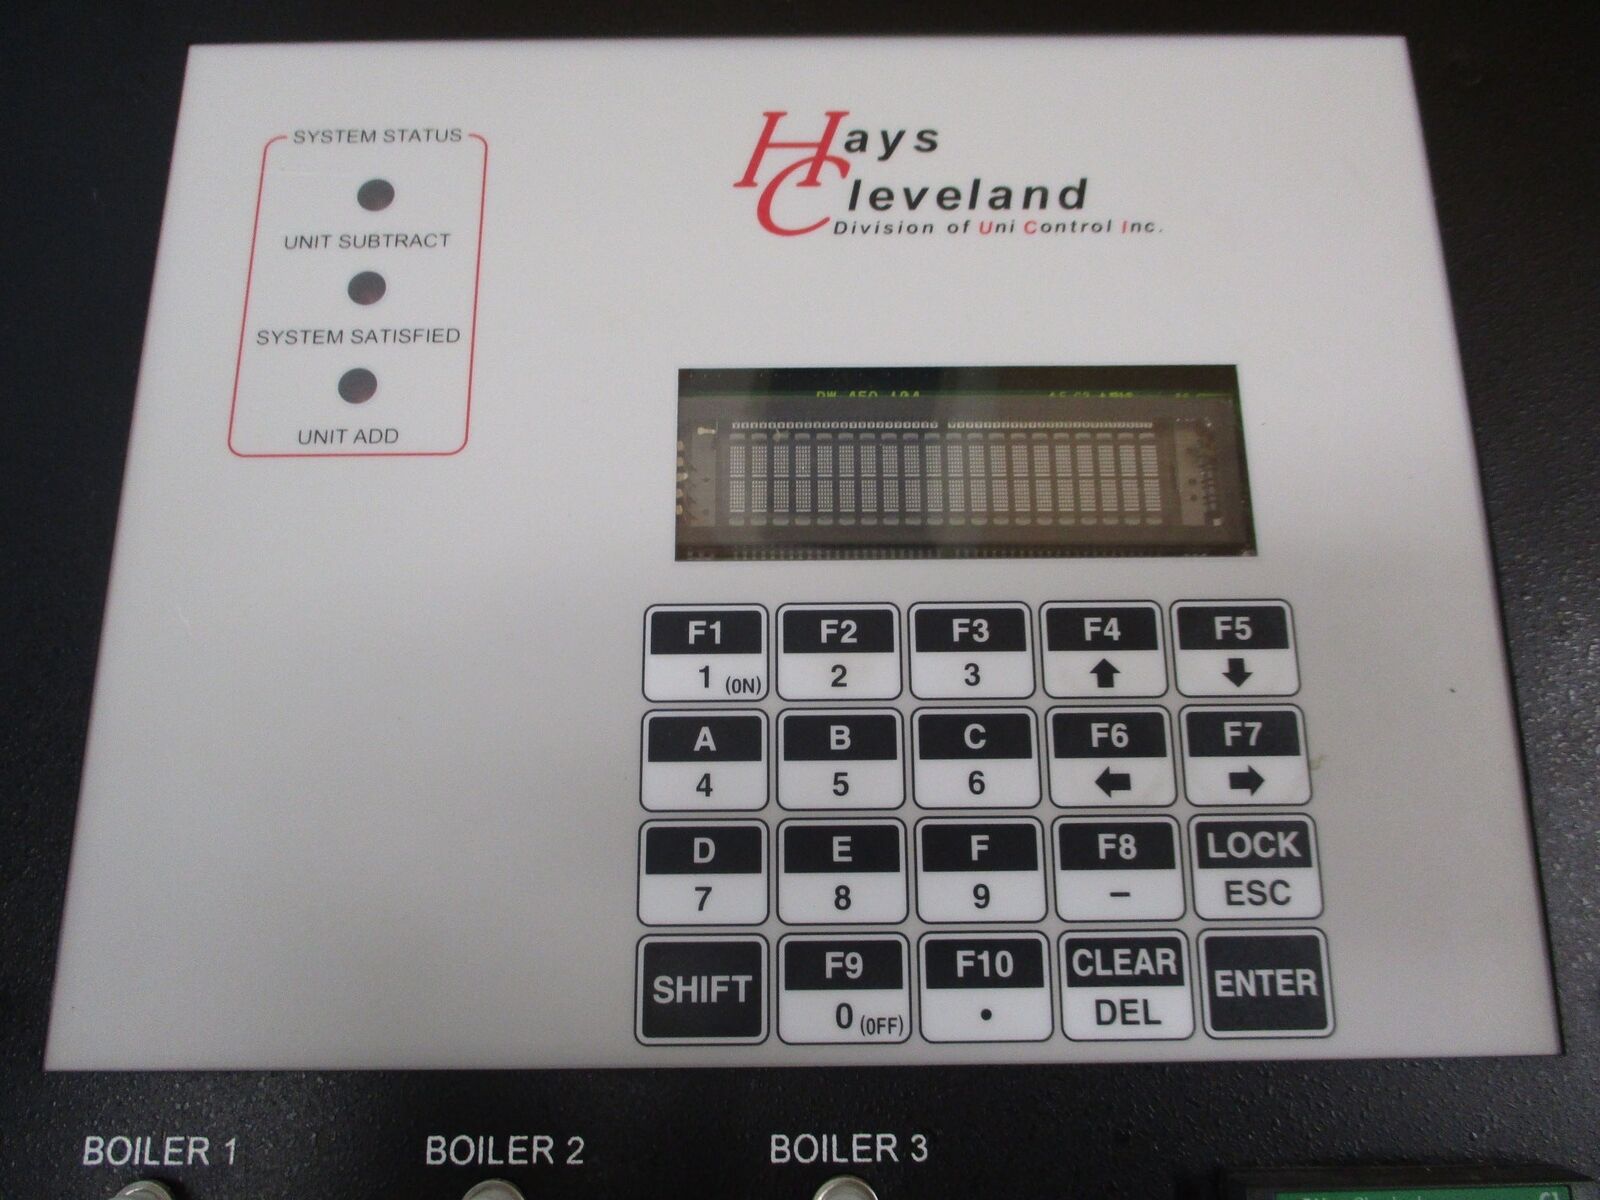 SYSTEM STATUS
UNIT SUBTRACT
SYSTEM SATISFIED
UNIT ADD
Hays
Cleveland
Division of Uni Control Inc.
F1 F2 F3 F4 F5
1 (ON) 2 3 ⬆ ⬇
A B C F6 F7
4 5 6 ⬅ ➡
D E F F8 LOCK
7 8 9 – ESC
SHIFT F9 F10 CLEAR ENTER
0 (OFF) • DEL
BOILER 1 BOILER 2 BOILER 3